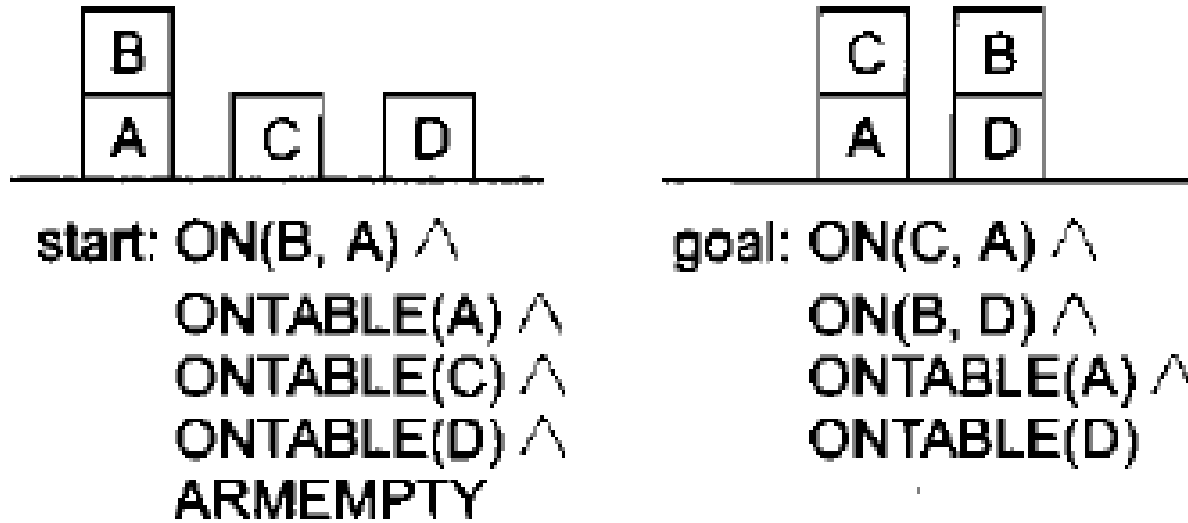 B
A C D
start: ON(B, A) ∧
ONTABLE(A) ∧
ONTABLE(C) ∧
ONTABLE(D) ∧
ARMEMPTY
C B
A D
goal: ON(C, A) ∧
ON(B, D) ∧
ONTABLE(A) ∧
ONTABLE(D)